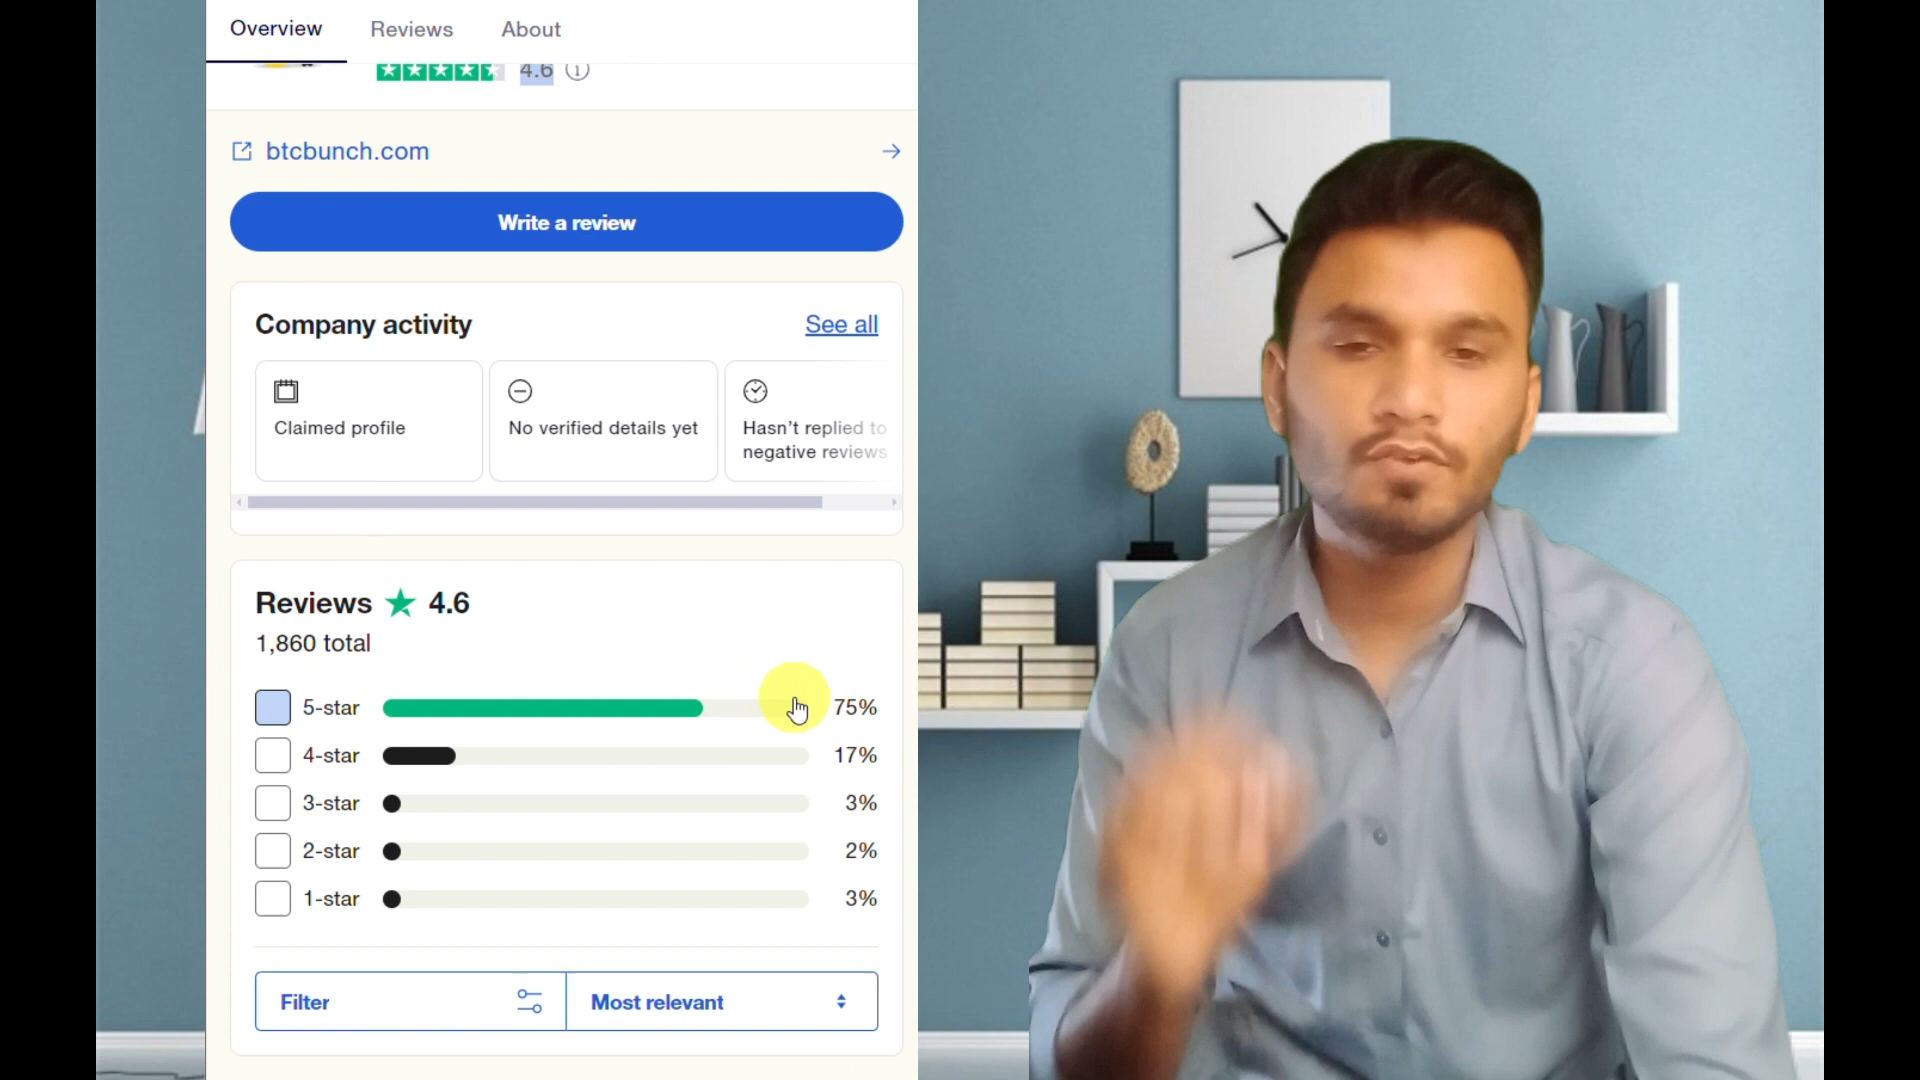 Overview Reviews About
4.6
btcbunch.com
Write a review
Company activity See all
Claimed profile
No verified details yet
Hasn't replied to
negative reviews
Reviews 4.6
1,860 total
5-star 75%
4-star 17%
3-star 3%
2-star 2%
1-star 3%
Filter
Most relevant